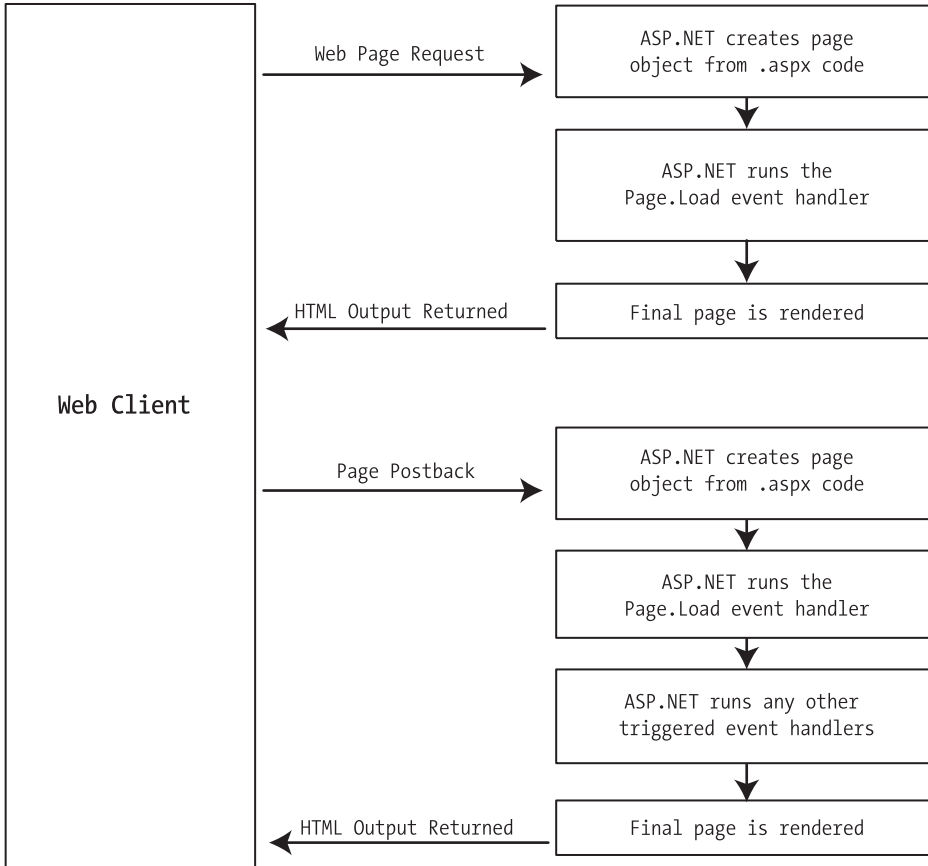 Web Client
Web Page Request
ASP.NET creates page
object from .aspx code
ASP.NET runs the
Page.Load event handler
Final page is rendered
HTML Output Returned
Page Postback
ASP.NET creates page
object from .aspx code
ASP.NET runs the
Page.Load event handler
ASP.NET runs any other
triggered event handlers
Final page is rendered
HTML Output Returned